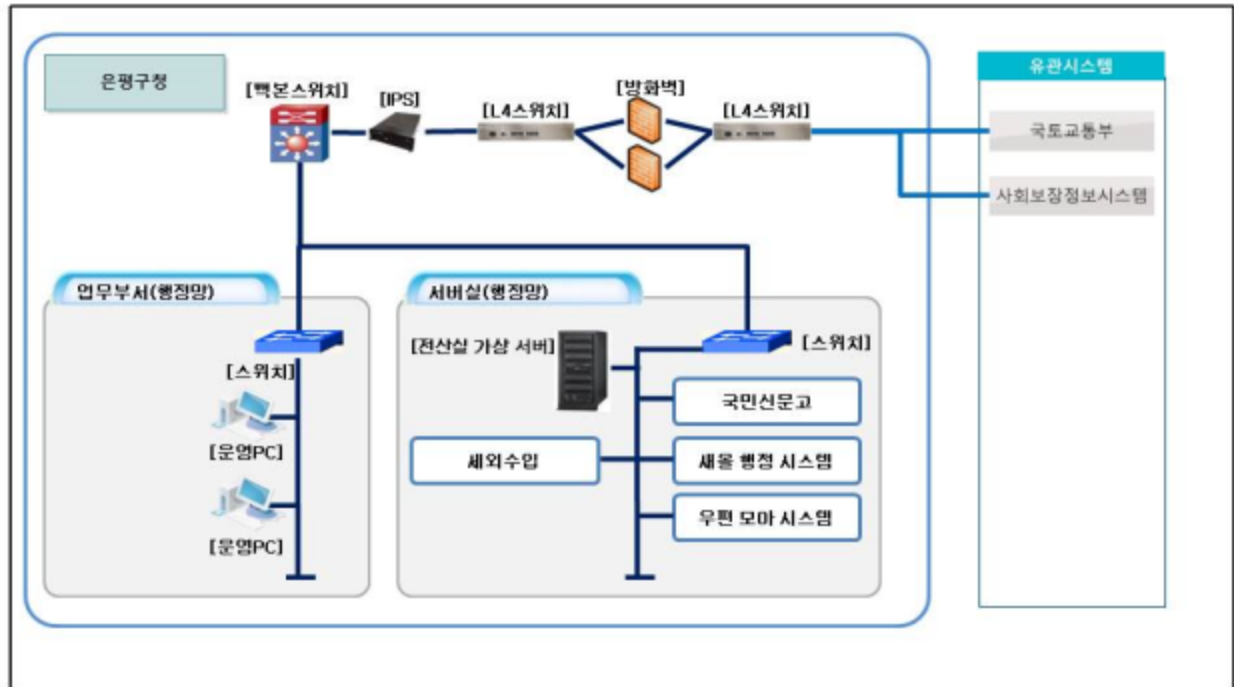 은평구청
[빽본스위치]
[IPS]
[L4스위치]
[방화벽]
[L4스위치]
유관시스템
국토교통부
사회보장정보시스템
업무부서(행정망)
[스위치]
[운영PC]
[운영PC]
서버실(행정망)
[전산실 가상 서버]
[스위치]
국민신문고
세외수입
새올 행정 시스템
우편 모아 시스템